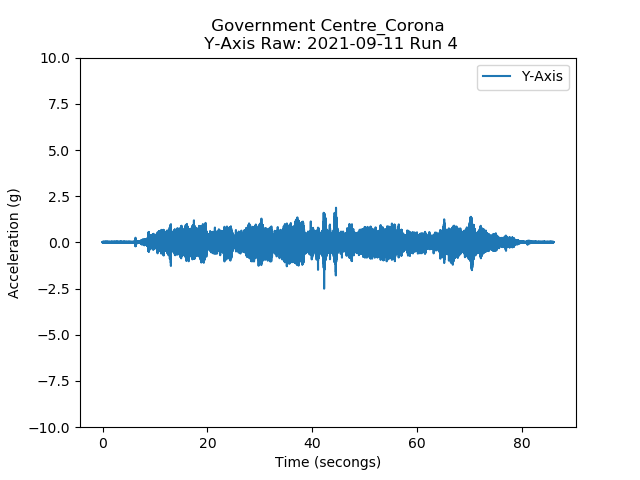 Government Centre_Corona
Y-Axis Raw: 2021-09-11 Run 4
Y-Axis
10.0
7.5
5.0
2.5
0.0
−2.5
−5.0
−7.5
−10.0
Acceleration (g)
0 20 40 60 80
Time (secongs)